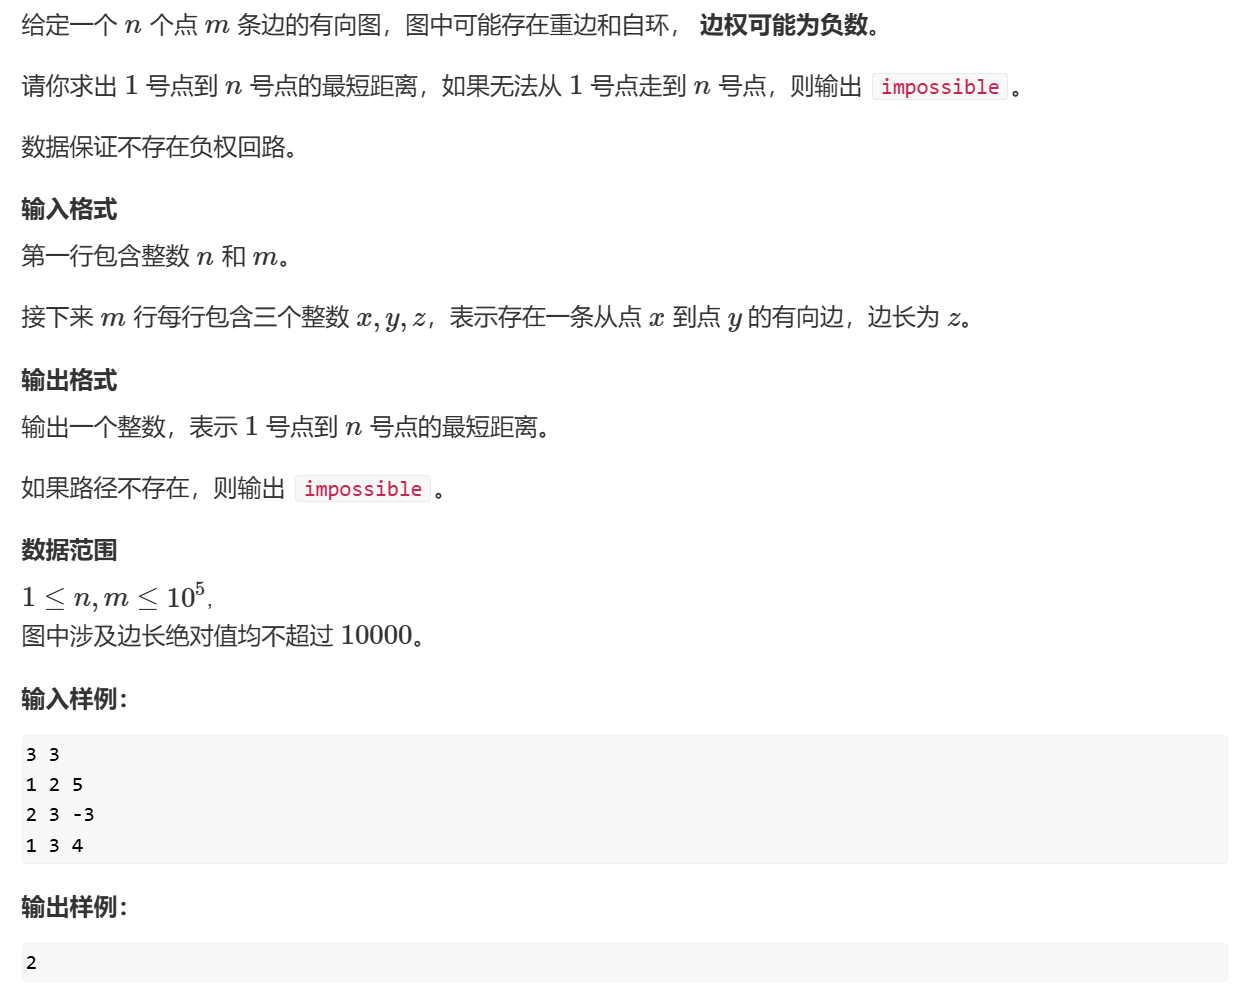 给定一个 n 个点 m 条边的有向图，图中可能存在重边和自环， 边权可能为负数。
请你求出 1 号点到 n 号点的最短距离，如果无法从 1 号点走到 n 号点，则输出 impossible 。
数据保证不存在负权回路。
输入格式
第一行包含整数 n 和 m。
接下来 m 行每行包含三个整数 x, y, z，表示存在一条从点 x 到点 y 的有向边，边长为 z。
输出格式
输出一个整数，表示 1 号点到 n 号点的最短距离。
如果路径不存在，则输出 impossible 。
数据范围
1 ≤ n, m ≤ 10⁵,
图中涉及边长绝对值均不超过 10000。
输入样例：
3 3
1 2 5
2 3 -3
1 3 4
输出样例：
2